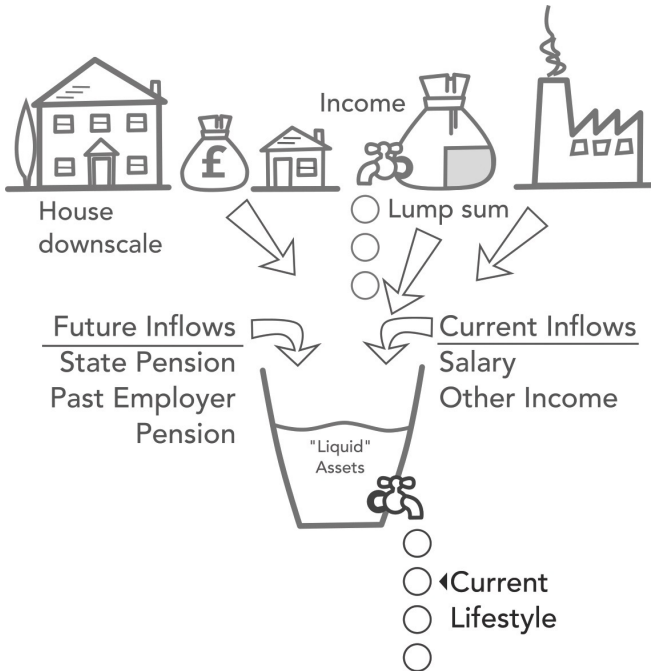 Income
£
House
downscale
Lump sum
Future Inflows
State Pension
Past Employer
Pension
Current Inflows
Salary
Other Income
"Liquid"
Assets
Current
Lifestyle